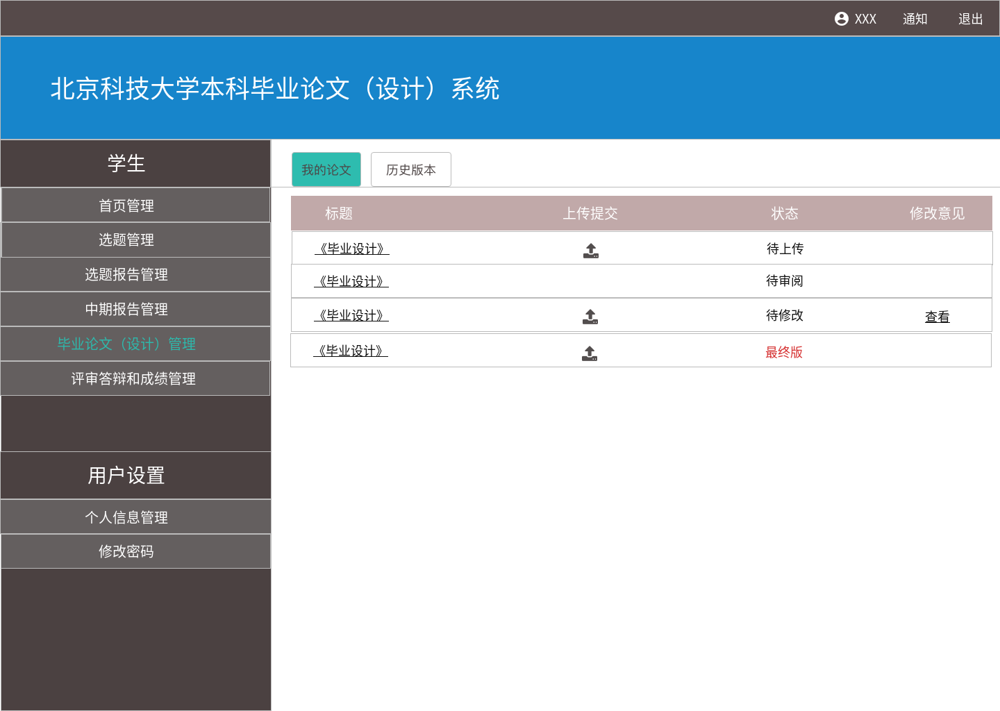 XXX 通知 退出
北京科技大学本科毕业论文（设计）系统
学生
首页管理
选题管理
选题报告管理
中期报告管理
毕业论文（设计）管理
评审答辩和成绩管理
用户设置
个人信息管理
修改密码
我的论文 历史版本
标题 上传提交 状态 修改意见
《毕业设计》 待上传
《毕业设计》 待审阅
《毕业设计》 待修改 查看
《毕业设计》 最终版